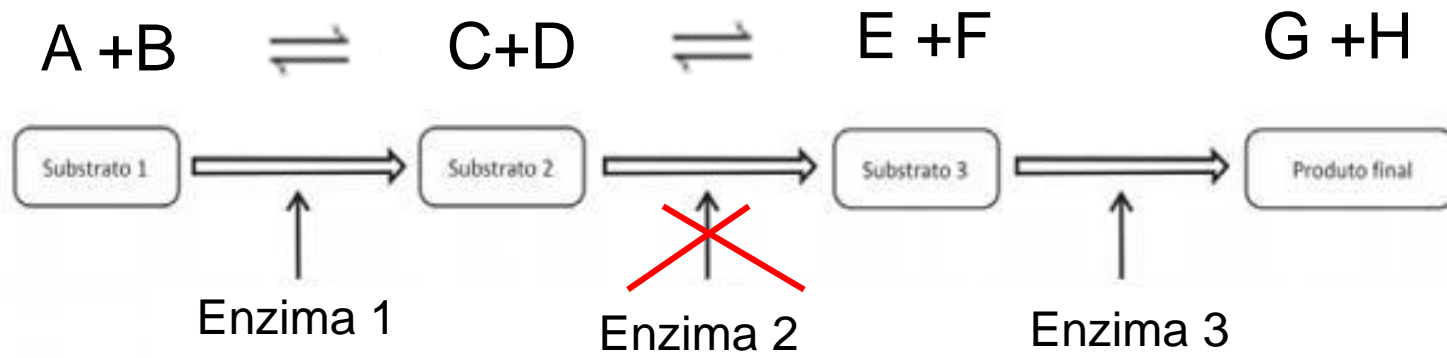 A +B ⇌ C+D ⇌ E +F G +H
Substrato 1 Substrato 2 Substrato 3 Produto final
Enzima 1 Enzima 2 Enzima 3